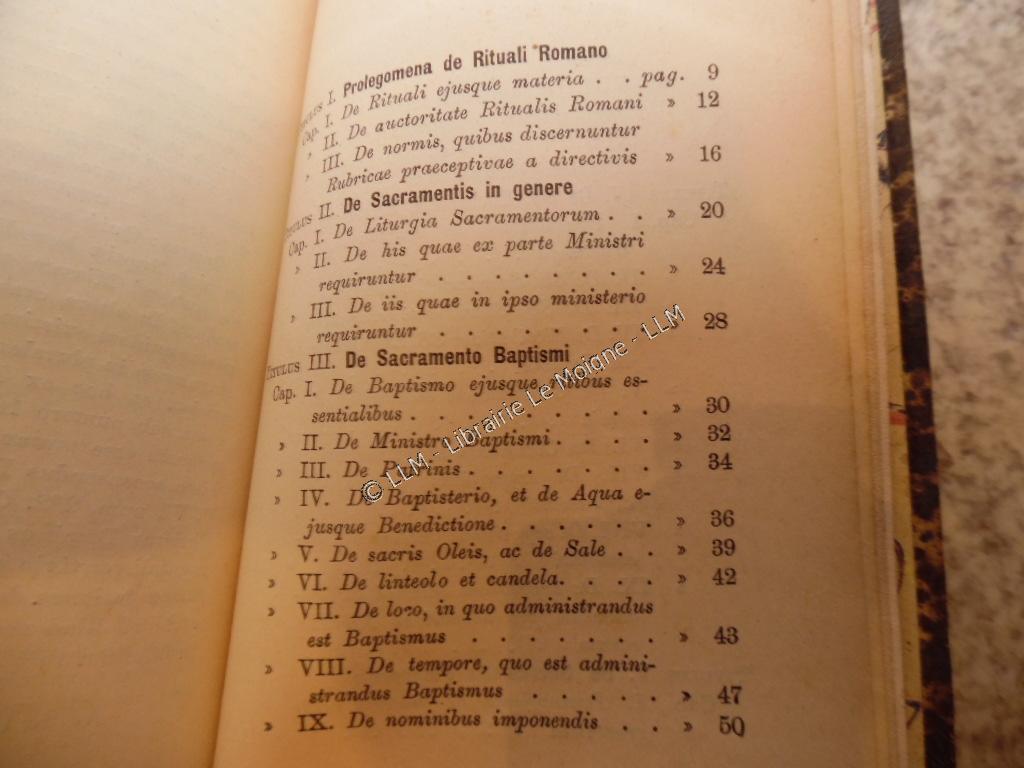 TITULUS I. Prolegomena de Rituali Romano
Cap. I. De Rituali ejusque materia . . pag. 9
» II. De auctoritate Ritualis Romani » 12
» III. De normis, quibus discernuntur
Rubricae praeceptivae a directivis » 16
TITULUS II. De Sacramentis in genere
Cap. I. De Liturgia Sacramentorum . . » 20
» II. De his quae ex parte Ministri
requiruntur . . . . . . . . » 24
» III. De iis quae in ipso ministerio
requiruntur . . . . . . . . » 28
TITULUS III. De Sacramento Baptismi
Cap. I. De Baptismo ejusque ritibus es-
sentialibus . . . . . . . . . » 30
» II. De Ministro Baptismi . . . . » 32
» III. De Patrinis . . . . . . . » 34
» IV. De Baptisterio, et de Aqua e-
jusque Benedictione . . . . . . » 36
» V. De sacris Oleis, ac de Sale . . » 39
» VI. De linteolo et candela. . . . » 42
» VII. De loco, in quo administrandus
est Baptismus . . . . . . . » 43
» VIII. De tempore, quo est admini-
strandus Baptismus . . . . . » 47
» IX. De nominibus imponendis . . » 50
© LLM - Librairie Le Moigne - LLM